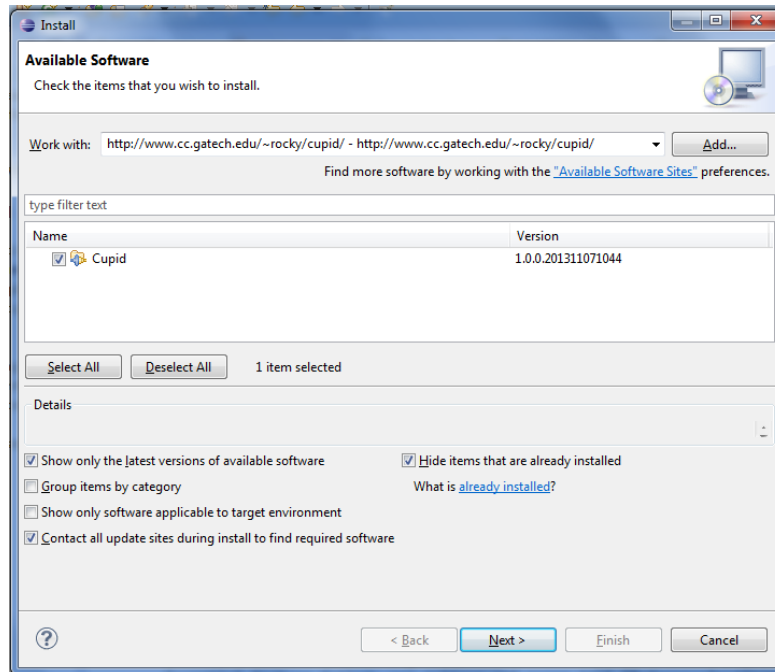 Install
Available Software
Check the items that you wish to install.
Work with: http://www.cc.gatech.edu/~rocky/cupid/ - http://www.cc.gatech.edu/~rocky/cupid/ Add...
Find more software by working with the "Available Software Sites" preferences.
type filter text
Name Version
Cupid 1.0.0.201311071044
Select All Deselect All 1 item selected
Details
Show only the latest versions of available software Hide items that are already installed
Group items by category What is already installed?
Show only software applicable to target environment
Contact all update sites during install to find required software
? < Back Next > Finish Cancel